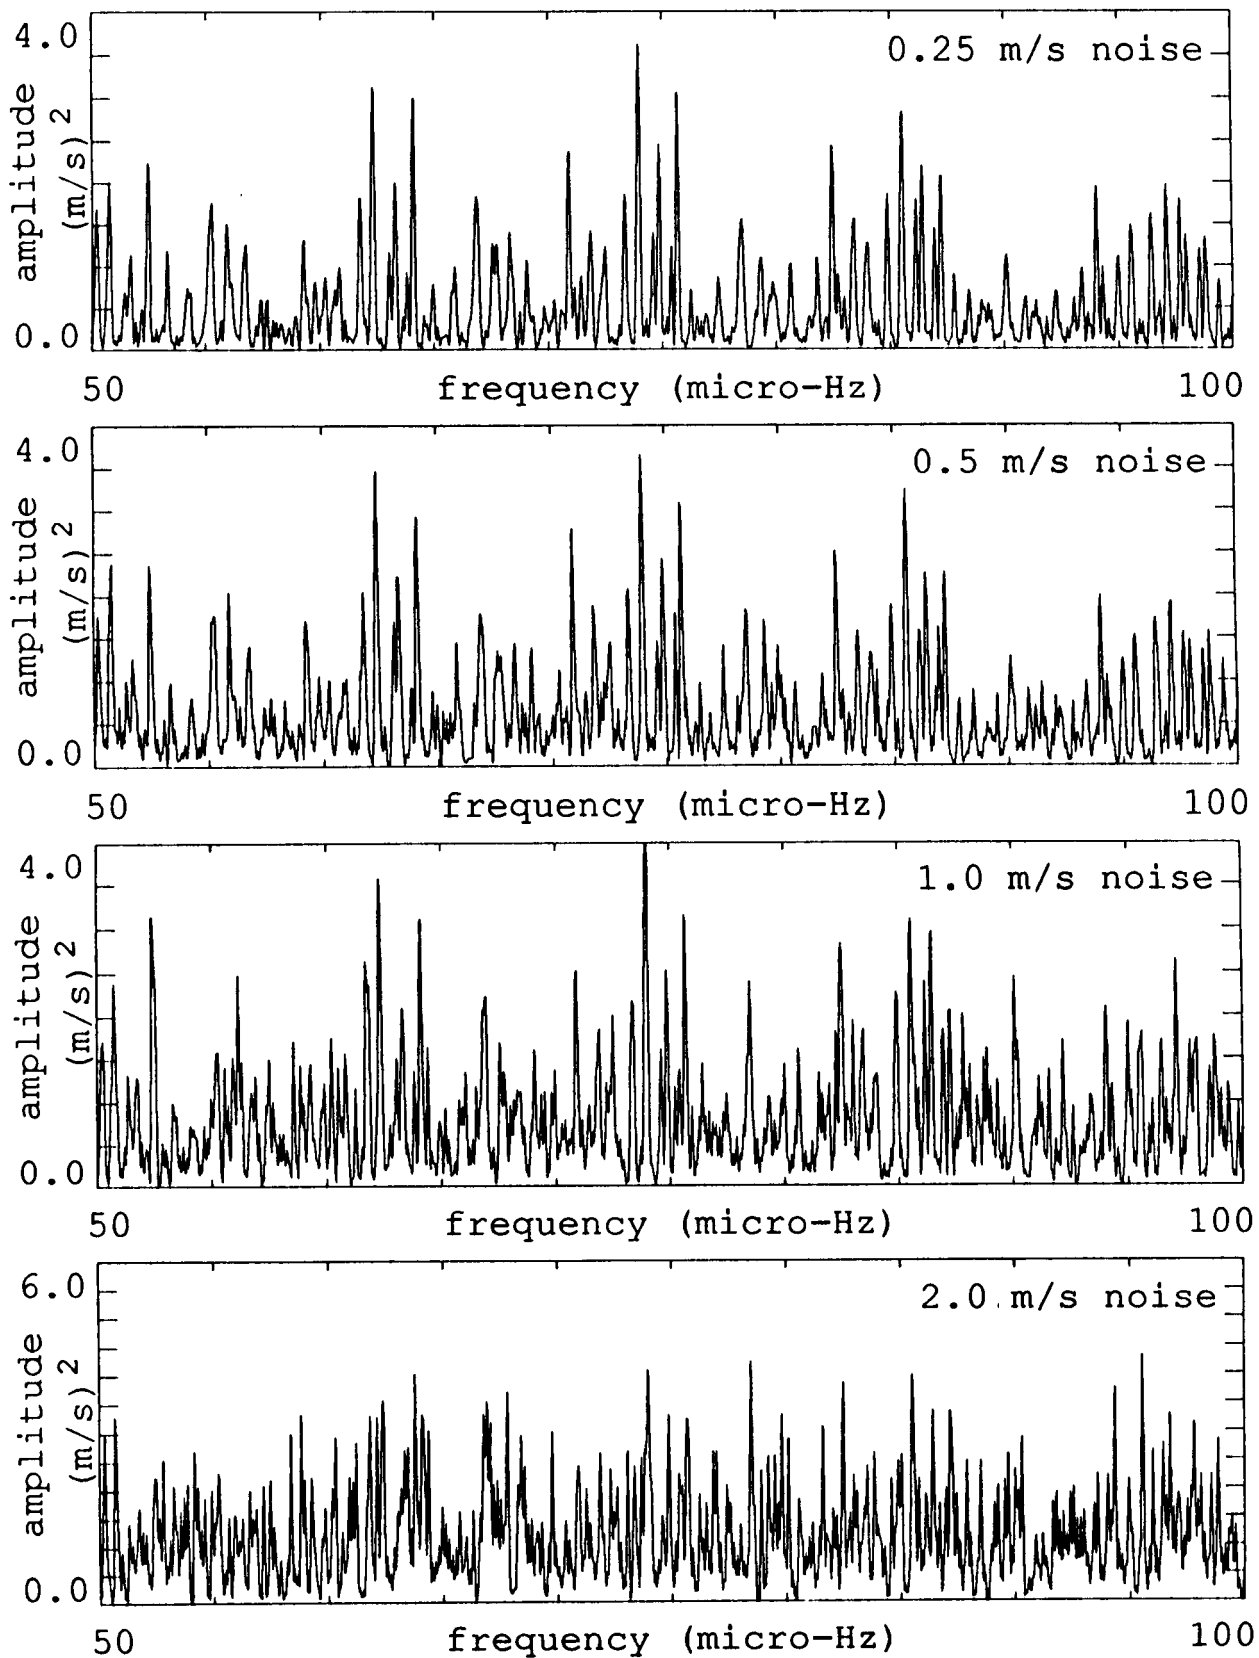 4.0
0.25 m/s noise
amplitude
(m/s) 2
0.0
50
frequency (micro-Hz)
100
4.0
0.5 m/s noise
amplitude
(m/s) 2
0.0
50
frequency (micro-Hz)
100
4.0
1.0 m/s noise
amplitude
(m/s) 2
0.0
50
frequency (micro-Hz)
100
6.0
2.0 m/s noise
amplitude
(m/s) 2
0.0
50
frequency (micro-Hz)
100